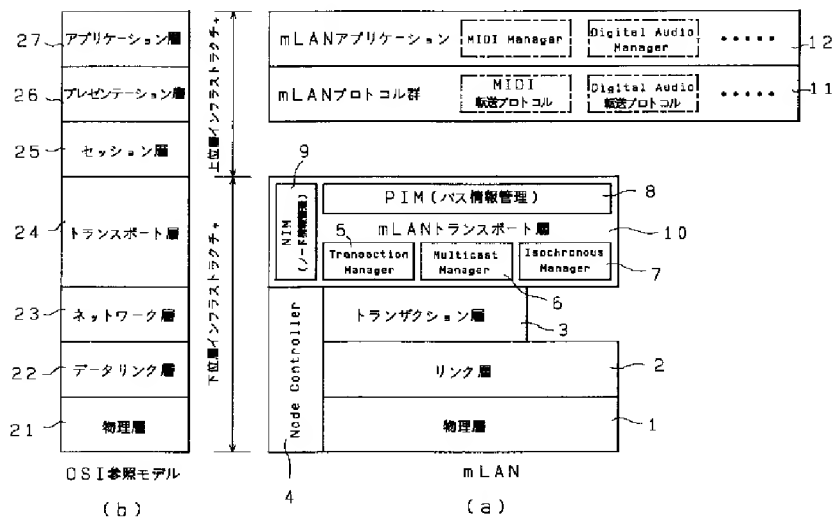 27
アプリケーション層
26
プレゼンテーション層
25
セッション層
24
トランスポート層
23
ネットワーク層
22
データリンク層
21
物理層
OSI参照モデル
(b)
上位層インフラストラクチャ
下位層インフラストラクチャ
mLANアプリケーション
MIDI Manager
Digital Audio
Manager
•••••
12
mLANプロトコル群
MIDI
転送プロトコル
Digital Audio
転送プロトコル
•••••
11
9
NIM
(ノード情報管理)
PIM(バス情報管理)
8
mLANトランスポート層
10
5
Transaction
Manager
Multicast
Manager
6
Isochronous
Manager
7
Node Controller
4
トランザクション層
3
リンク層
2
物理層
1
mLAN
(a)